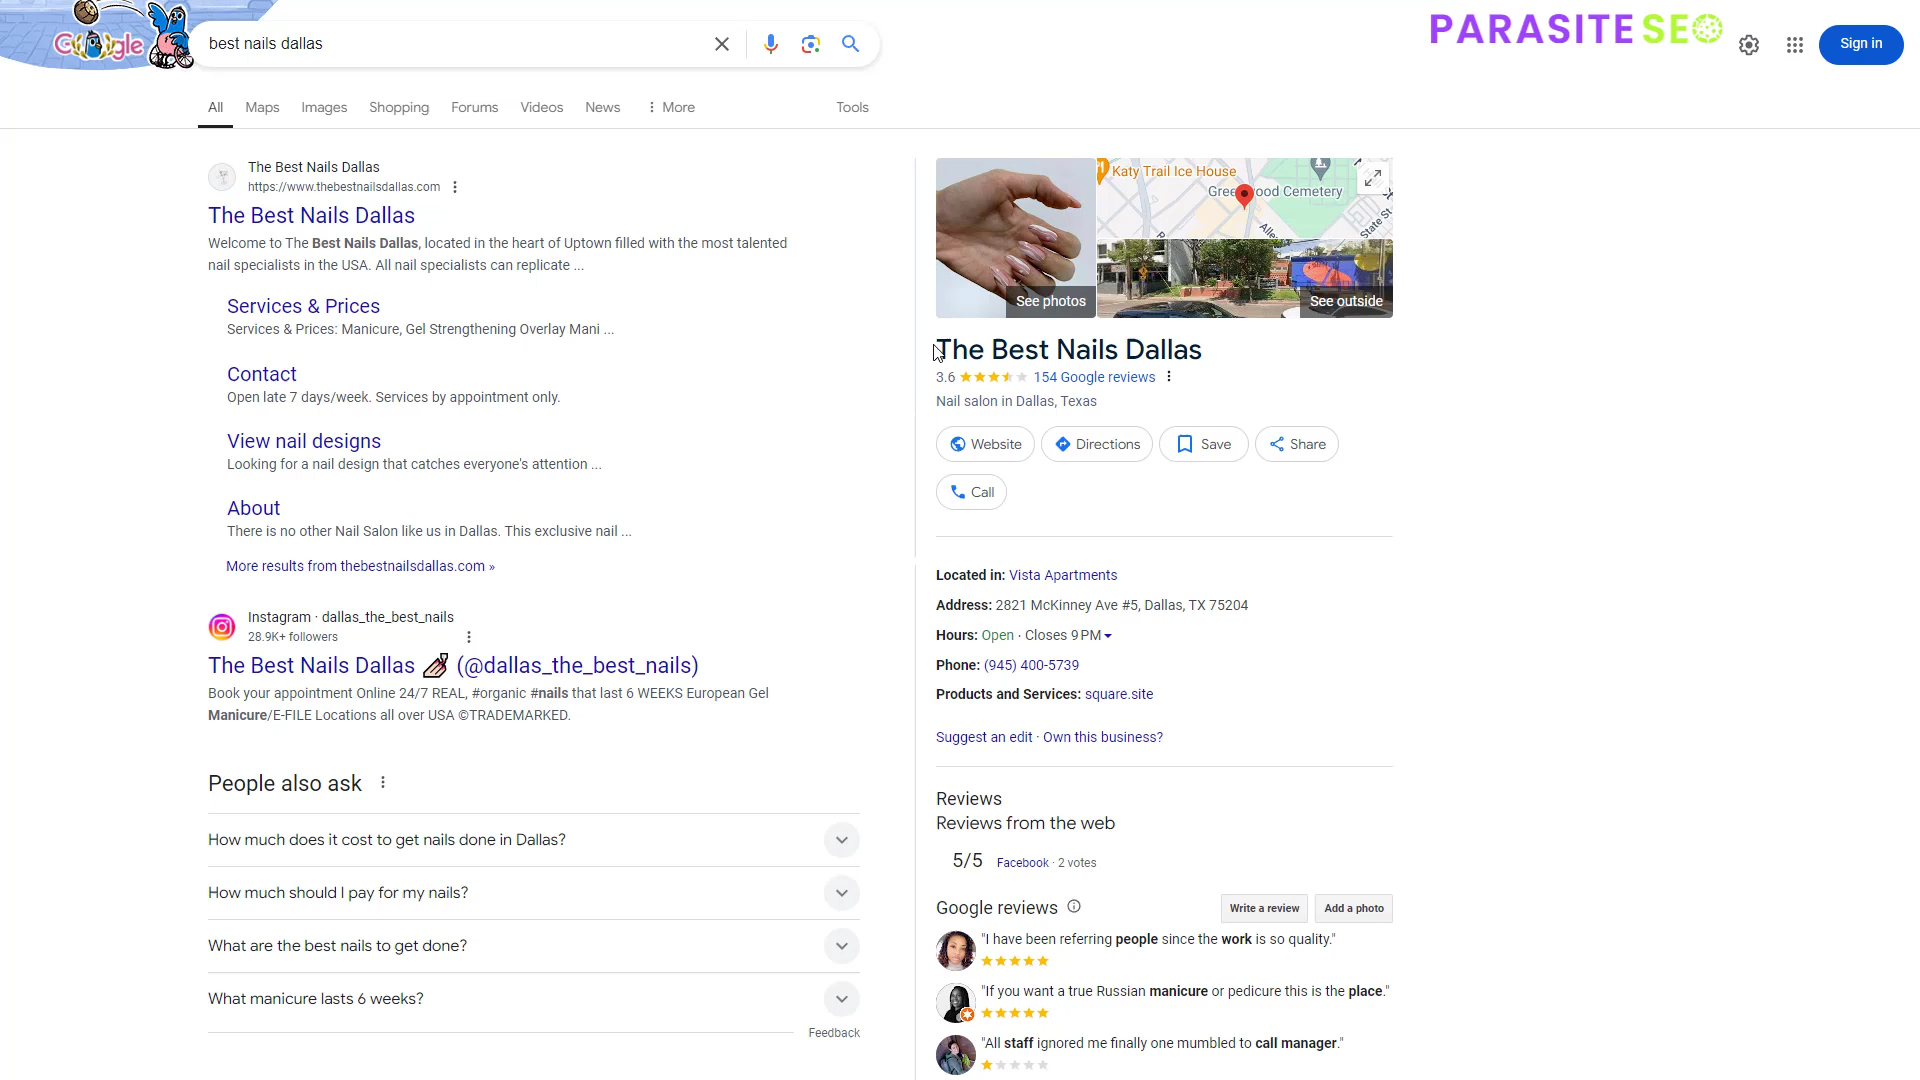 Google
best nails dallas
PARASITE SEO
Sign in
All
Maps
Images
Shopping
Forums
Videos
News
More
Tools
The Best Nails Dallas
https://www.thebestnailsdallas.com
The Best Nails Dallas
Welcome to The Best Nails Dallas, located in the heart of Uptown filled with the most talented
nail specialists in the USA. All nail specialists can replicate ...
Services & Prices
Services & Prices: Manicure, Gel Strengthening Overlay Mani ...
Contact
Open late 7 days/week. Services by appointment only.
View nail designs
Looking for a nail design that catches everyone's attention ...
About
There is no other Nail Salon like us in Dallas. This exclusive nail ...
More results from thebestnailsdallas.com »
Instagram · dallas_the_best_nails
28.9K+ followers
The Best Nails Dallas 💅 (@dallas_the_best_nails)
Book your appointment Online 24/7 REAL, #organic #nails that last 6 WEEKS European Gel
Manicure/E-FILE Locations all over USA ©TRADEMARKED.
People also ask
How much does it cost to get nails done in Dallas?
How much should I pay for my nails?
What are the best nails to get done?
What manicure lasts 6 weeks?
Feedback
Katy Trail Ice House
Greenwood Cemetery
State St
See photos
See outside
The Best Nails Dallas
3.6 154 Google reviews
Nail salon in Dallas, Texas
Website
Directions
Save
Share
Call
Located in: Vista Apartments
Address: 2821 McKinney Ave #5, Dallas, TX 75204
Hours: Open · Closes 9 PM
Phone: (945) 400-5739
Products and Services: square.site
Suggest an edit · Own this business?
Reviews
Reviews from the web
5/5 Facebook · 2 votes
Google reviews
Write a review
Add a photo
"I have been referring people since the work is so quality."
"If you want a true Russian manicure or pedicure this is the place."
"All staff ignored me finally one mumbled to call manager."